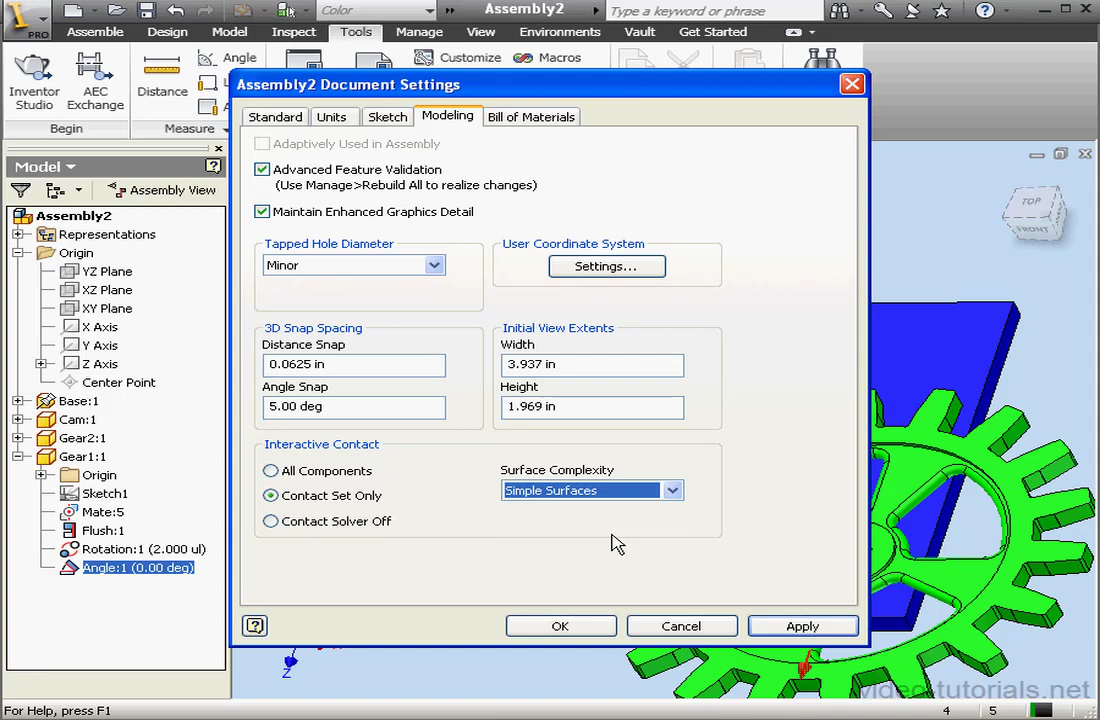 PRO
Color
Assembly2
Type a keyword or phrase
Assemble
Design
Model
Inspect
Tools
Manage
View
Environments
Vault
Get Started
Inventor
Studio
AEC
Exchange
Distance
Angle
Customize
Macros
Begin
Measure
Assembly2 Document Settings
Standard
Units
Sketch
Modeling
Bill of Materials
Adaptively Used in Assembly
Advanced Feature Validation
(Use Manage>Rebuild All to realize changes)
Maintain Enhanced Graphics Detail
Tapped Hole Diameter
Minor
User Coordinate System
Settings...
3D Snap Spacing
Distance Snap
0.0625 in
Angle Snap
5.00 deg
Initial View Extents
Width
3.937 in
Height
1.969 in
Interactive Contact
All Components
Contact Set Only
Contact Solver Off
Surface Complexity
Simple Surfaces
OK
Cancel
Apply
Model
Assembly View
Assembly2
Representations
Origin
YZ Plane
XZ Plane
XY Plane
X Axis
Y Axis
Z Axis
Center Point
Base:1
Cam:1
Gear2:1
Gear1:1
Origin
Sketch1
Mate:5
Flush:1
Rotation:1 (2.000 ul)
Angle:1 (0.00 deg)
TOP
FRONT
Z
video-tutorials.net
For Help, press F1
4
5